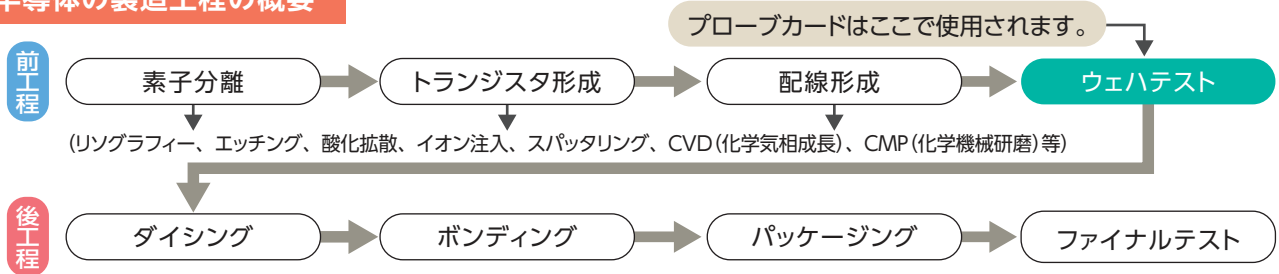 半導体の製造工程の概要
プローブカードはここで使用されます。
前工程
素子分離
トランジスタ形成
配線形成
ウェハテスト
(リソグラフィー、エッチング、酸化拡散、イオン注入、スパッタリング、CVD(化学気相成長)、CMP(化学機械研磨)等)
後工程
ダイシング
ボンディング
パッケージング
ファイナルテスト